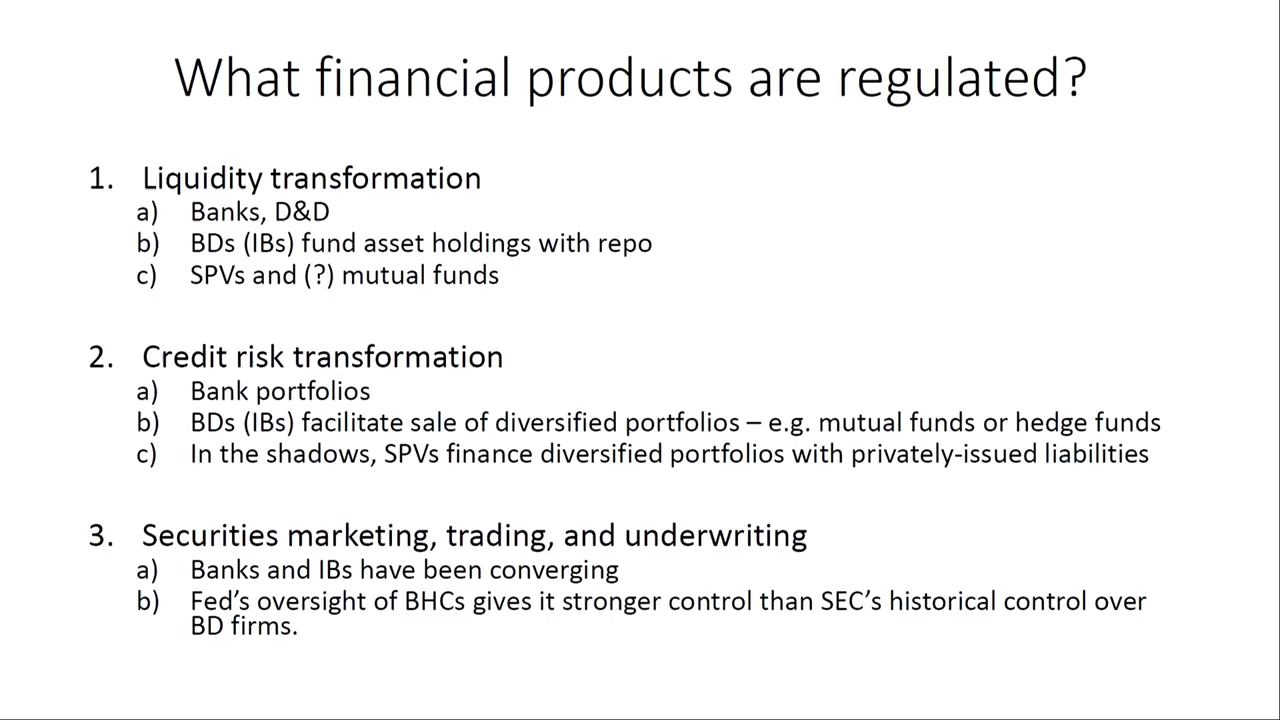 What financial products are regulated?
1. Liquidity transformation
a) Banks, D&D
b) BDs (IBs) fund asset holdings with repo
c) SPVs and (?) mutual funds
2. Credit risk transformation
a) Bank portfolios
b) BDs (IBs) facilitate sale of diversified portfolios – e.g. mutual funds or hedge funds
c) In the shadows, SPVs finance diversified portfolios with privately-issued liabilities
3. Securities marketing, trading, and underwriting
a) Banks and IBs have been converging
b) Fed’s oversight of BHCs gives it stronger control than SEC’s historical control over
BD firms.